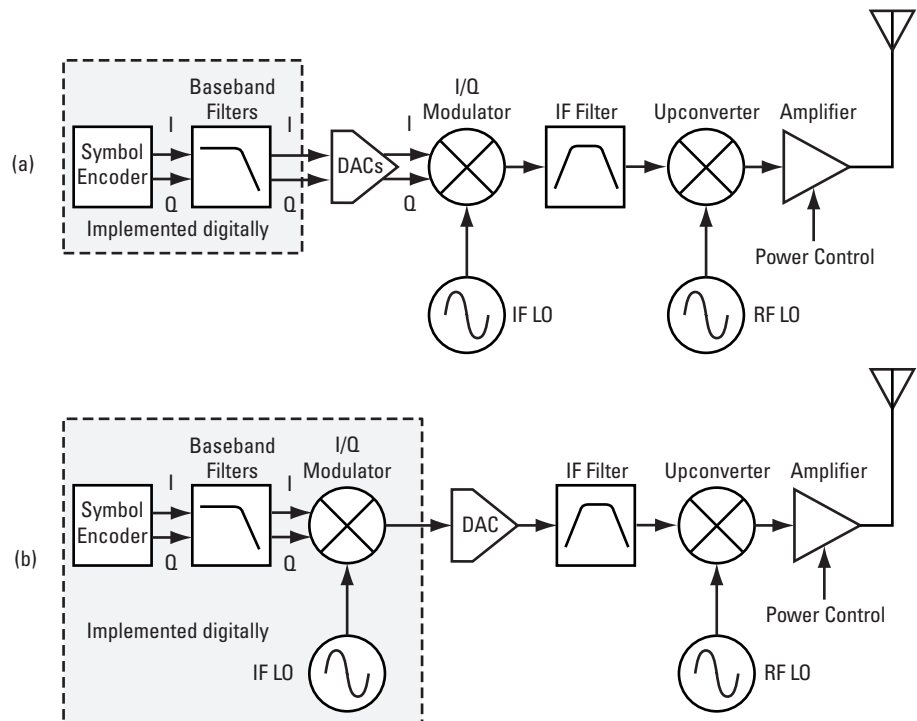 (a)
Baseband
Filters
I/Q
Modulator
IF Filter
Upconverter
Amplifier
I
I
I
Symbol
Encoder
DACs
Q
Q
Q
Implemented digitally
Power Control
IF LO
RF LO
(b)
Baseband
Filters
I/Q
Modulator
IF Filter
Upconverter
Amplifier
I
I
Symbol
Encoder
DAC
Q
Q
Power Control
Implemented digitally
IF LO
RF LO